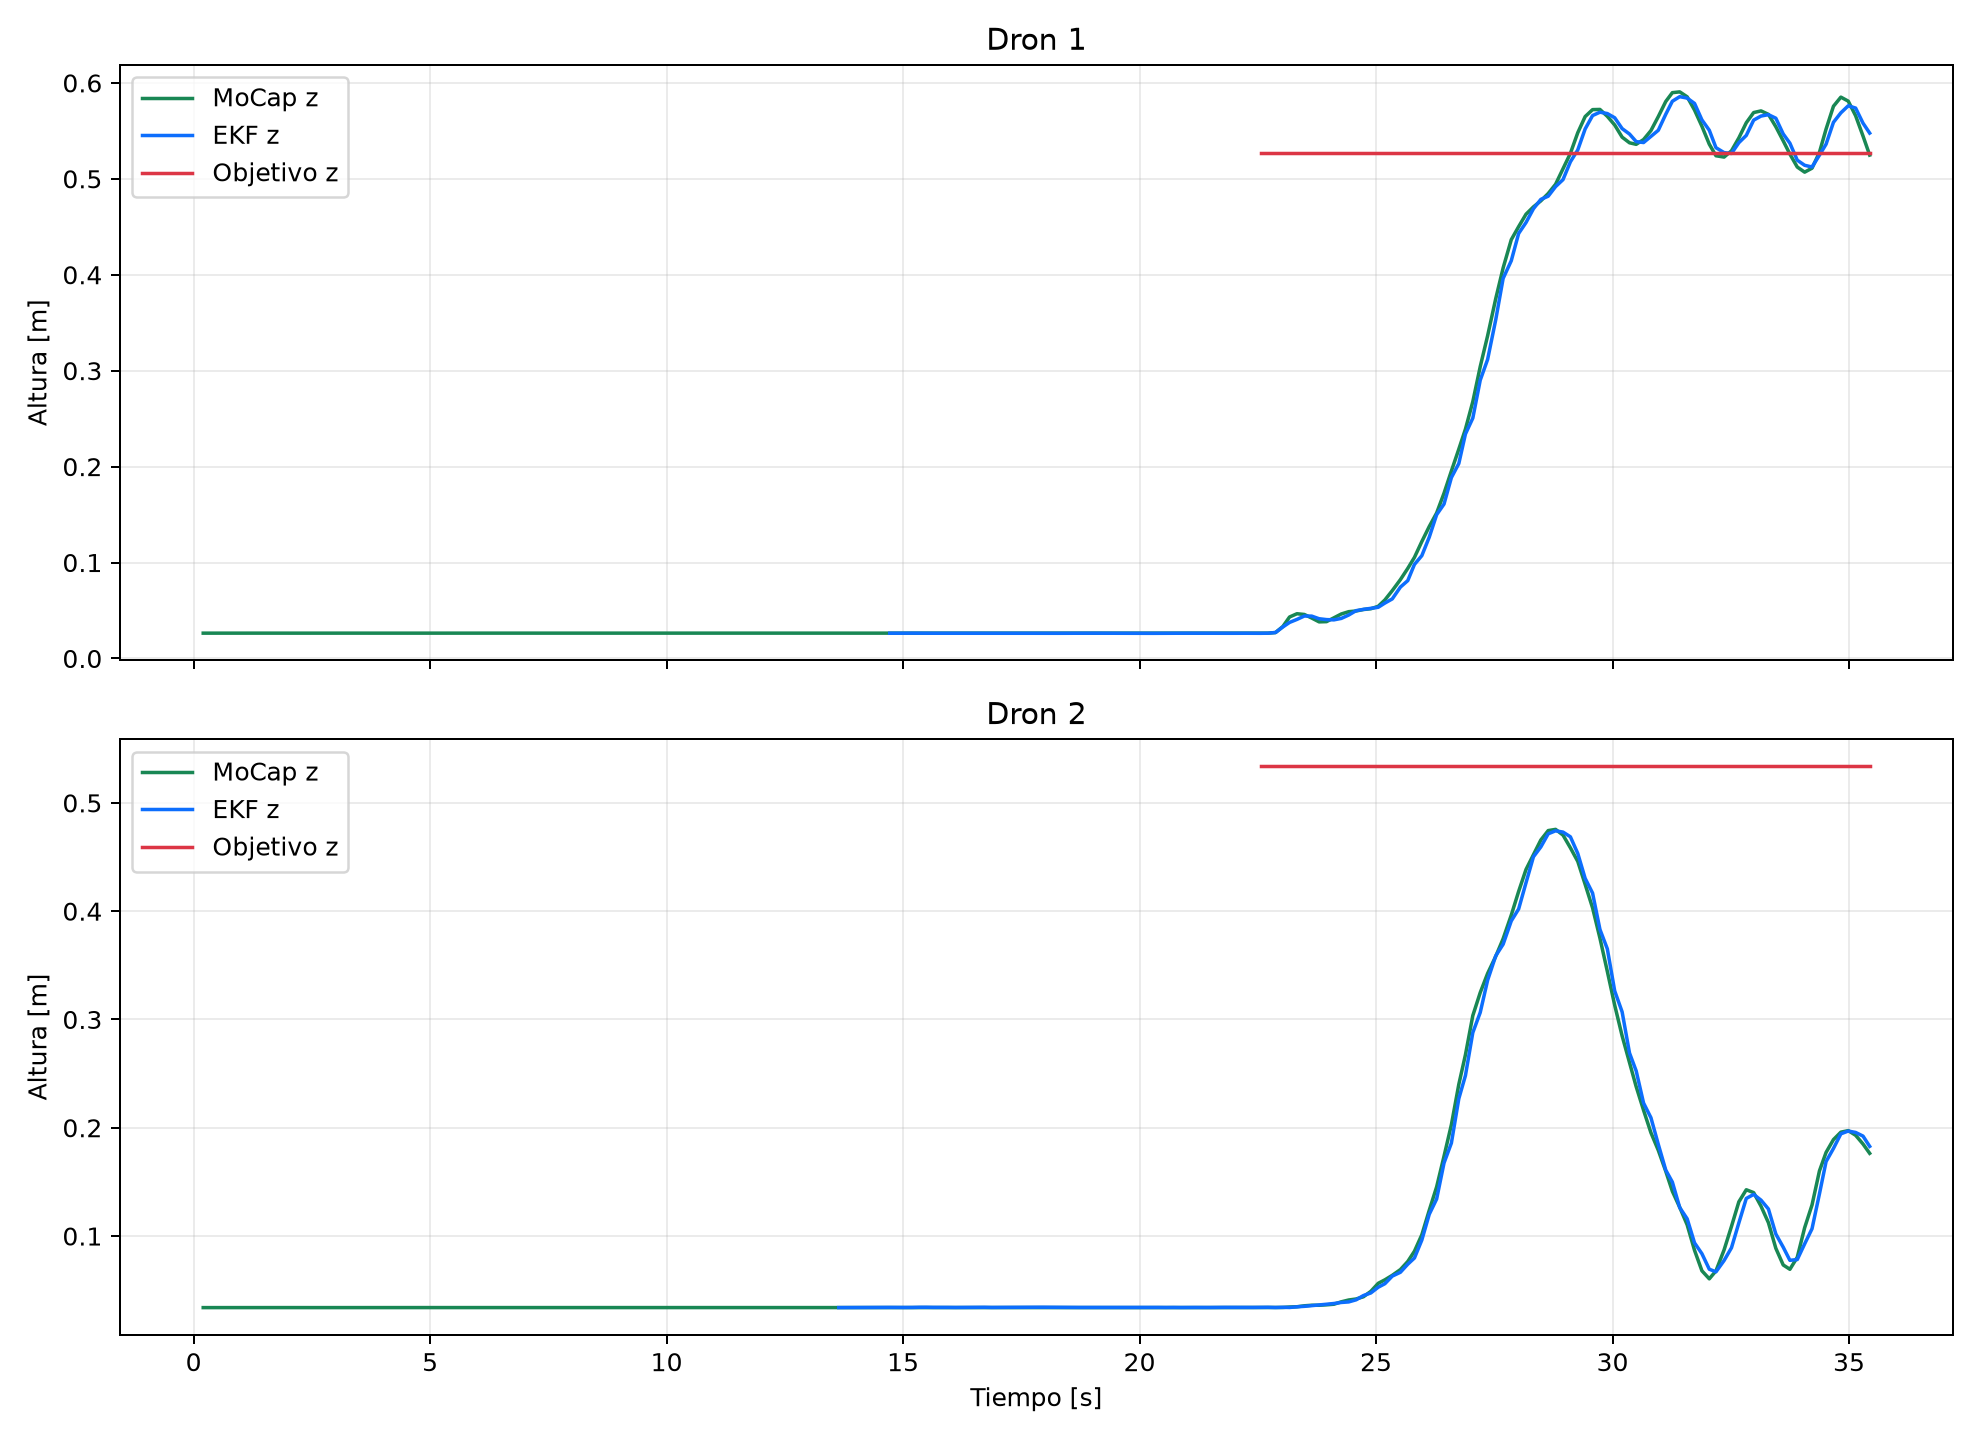 Dron 1
MoCap z
EKF z
Objetivo z
0.6
0.5
0.4
0.3
0.2
0.1
0.0
Altura [m]
Dron 2
MoCap z
EKF z
Objetivo z
0.5
0.4
0.3
0.2
0.1
Altura [m]
0 5 10 15 20 25 30 35
Tiempo [s]